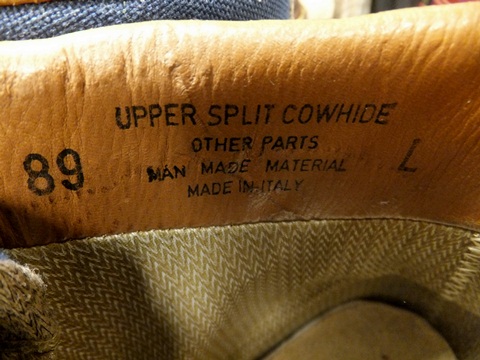 UPPER SPLIT COWHIDE
OTHER PARTS
89 MAN MADE MATERIAL L
MADE IN ITALY